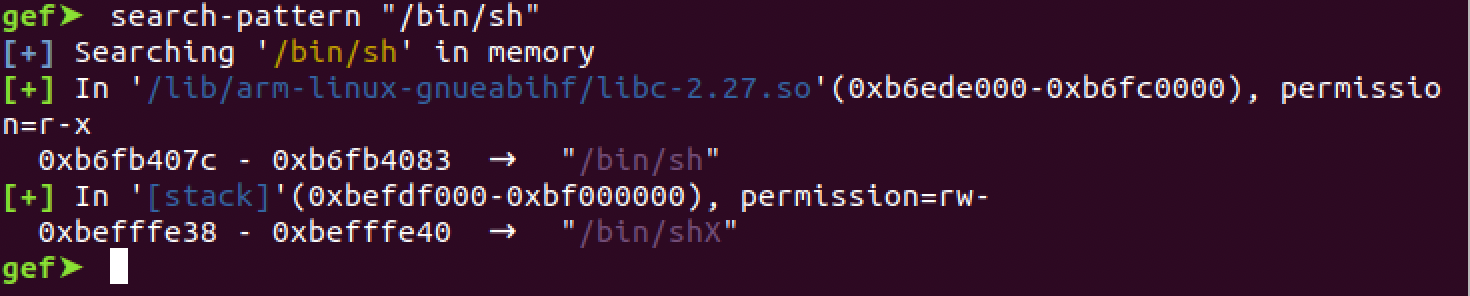 gef➤ search-pattern "/bin/sh"
[+] Searching '/bin/sh' in memory
[+] In '/lib/arm-linux-gnueabihf/libc-2.27.so'(0xb6ede000-0xb6fc0000), permissio
n=r-x
  0xb6fb407c - 0xb6fb4083  →   "/bin/sh"
[+] In '[stack]'(0xbefdf000-0xbf000000), permission=rw-
  0xbefffe38 - 0xbefffe40  →   "/bin/shX"
gef➤